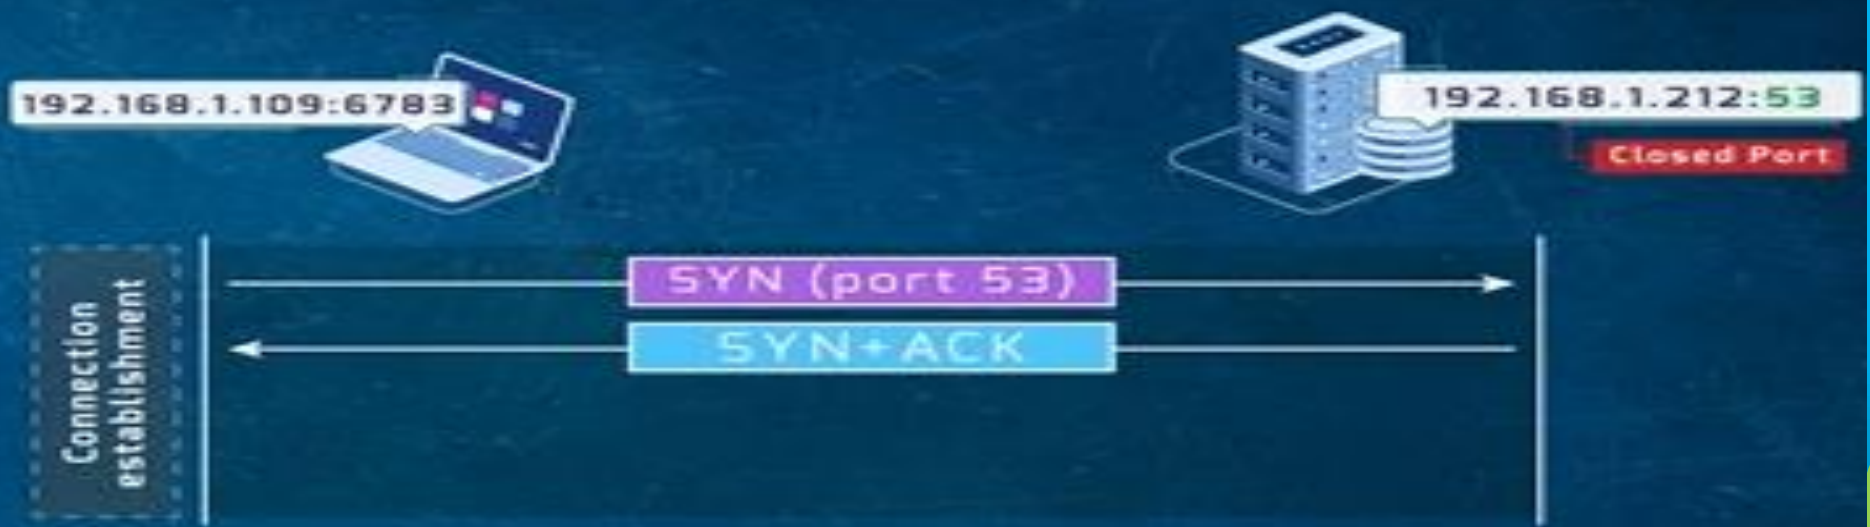 192.168.1.109:6783
192.168.1.212:53
Closed Port
SYN (port 53)
SYN+ACK
Connection
establishment